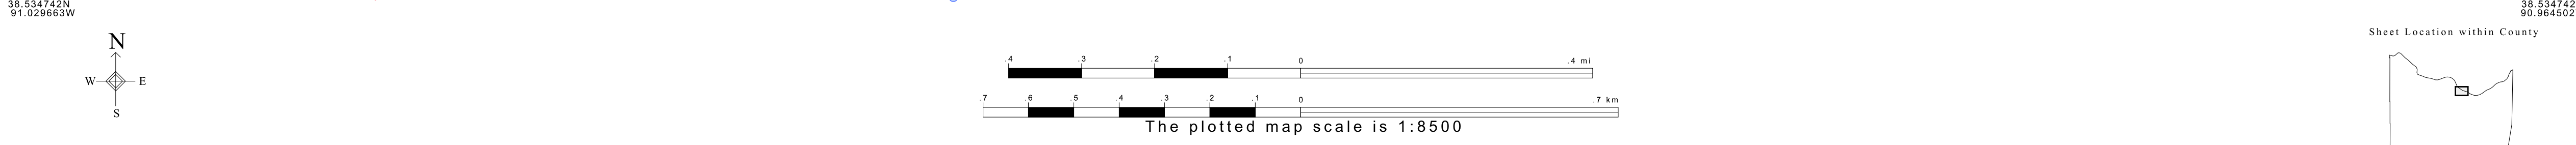 38.534742N
91.029663W
38.534742
90.964502
N
W E
S
.4 .3 .2 .1 0 .4 mi
.7 .6 .5 .4 .3 .2 .1 0 .7 km
The plotted map scale is 1:8500
Sheet Location within County